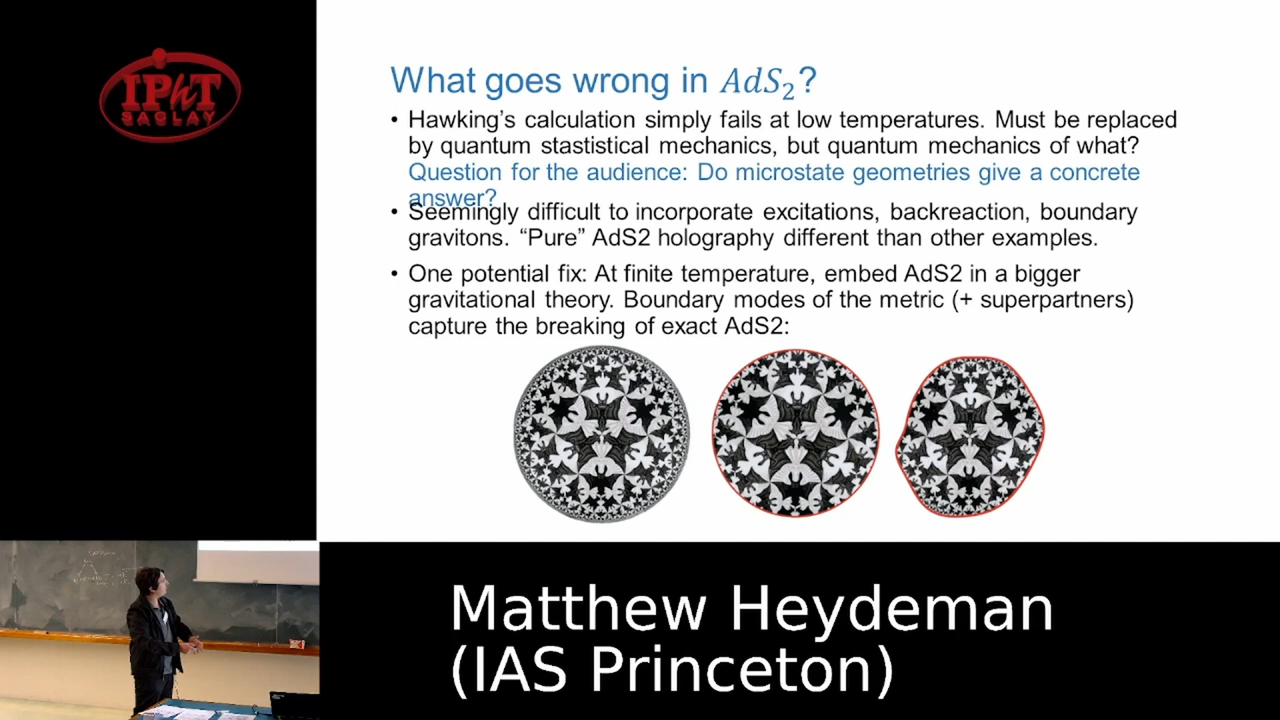 IPhT
SACLAY
What goes wrong in AdS₂?
• Hawking's calculation simply fails at low temperatures. Must be replaced
by quantum stastistical mechanics, but quantum mechanics of what?
Question for the audience: Do microstate geometries give a concrete
answer?
• Seemingly difficult to incorporate excitations, backreaction, boundary
gravitons. “Pure” AdS2 holography different than other examples.
• One potential fix: At finite temperature, embed AdS2 in a bigger
gravitational theory. Boundary modes of the metric (+ superpartners)
capture the breaking of exact AdS2:
Matthew Heydeman
(IAS Princeton)